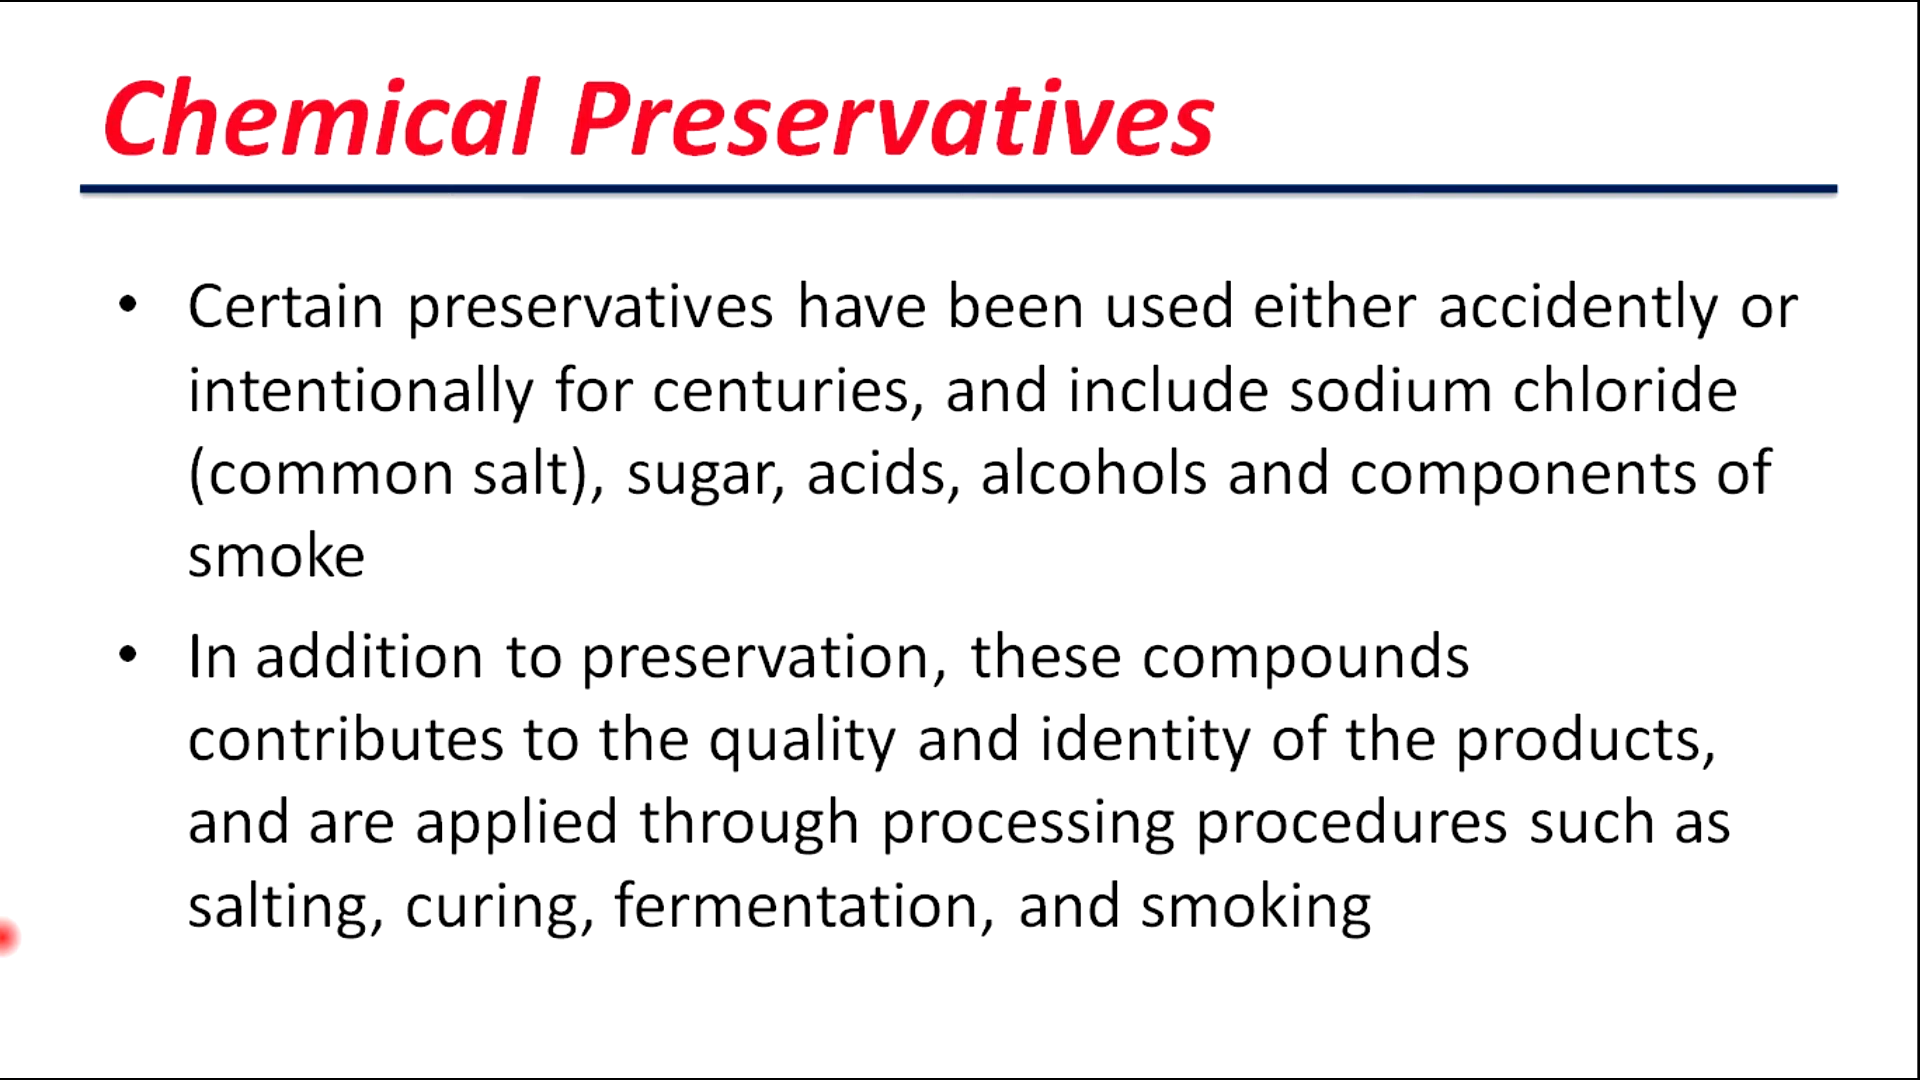 Chemical Preservatives
• Certain preservatives have been used either accidently or
intentionally for centuries, and include sodium chloride
(common salt), sugar, acids, alcohols and components of
smoke
• In addition to preservation, these compounds
contributes to the quality and identity of the products,
and are applied through processing procedures such as
salting, curing, fermentation, and smoking